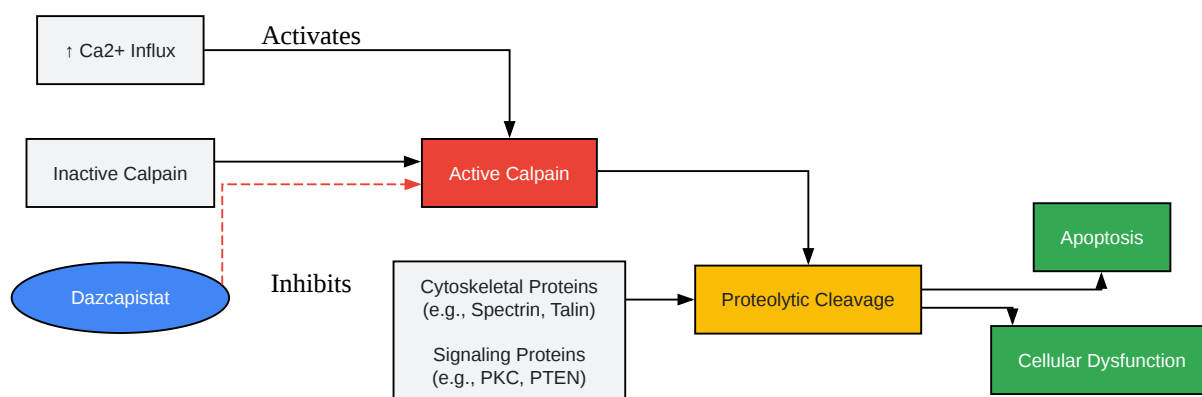 ↑ Ca2+ Influx
Activates
Inactive Calpain
Active Calpain
Apoptosis
Dazcapistat
Inhibits
Cytoskeletal Proteins
(e.g., Spectrin, Talin)
Signaling Proteins
(e.g., PKC, PTEN)
Proteolytic Cleavage
Cellular Dysfunction